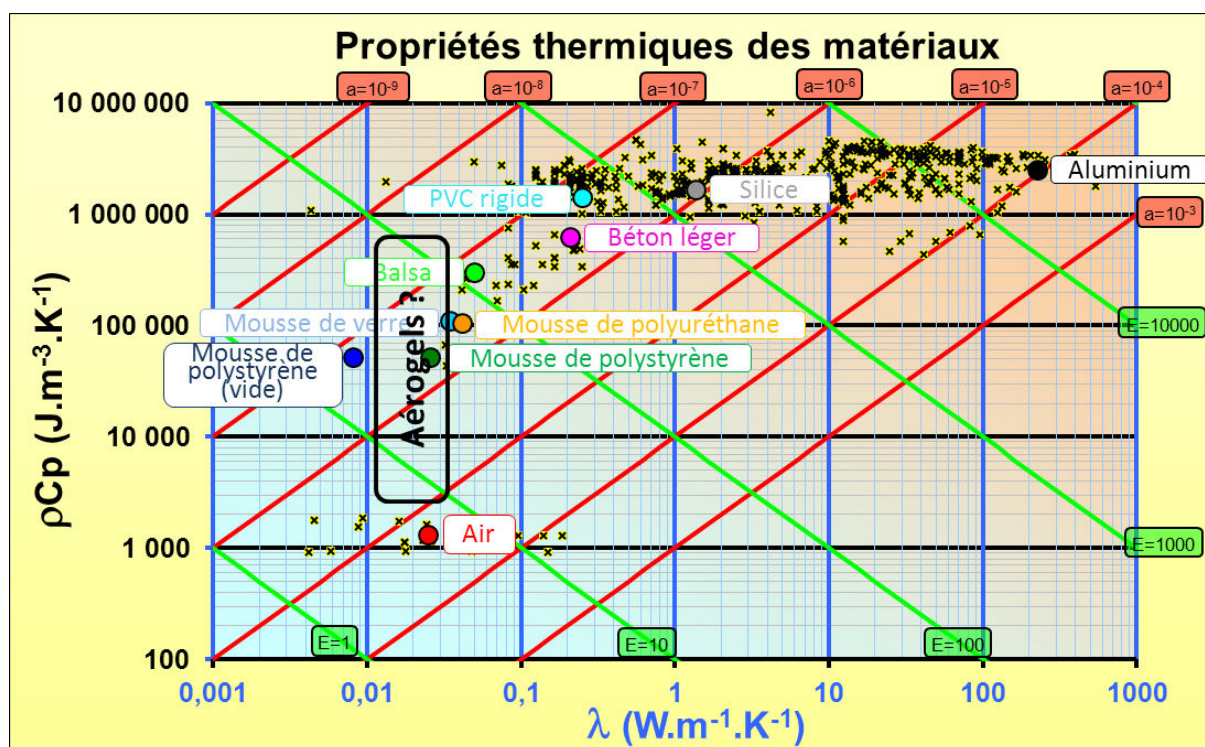 Propriétés thermiques des matériaux
a=10⁻⁹
a=10⁻⁸
a=10⁻⁷
a=10⁻⁶
a=10⁻⁵
a=10⁻⁴
10 000 000
1 000 000
100 000
10 000
1 000
100
ρCp (J.m⁻³.K⁻¹)
Aluminium
Silice
PVC rigide
a=10⁻³
Béton léger
Balsa
Aérogels ?
Mousse de verre
Mousse de polyuréthane
E=10000
Mousse de
polystyrène
(vide)
Mousse de polystyrène
Air
E=1000
E=1
E=10
E=100
0,001
0,01
0,1
1
10
100
1000
λ (W.m⁻¹.K⁻¹)